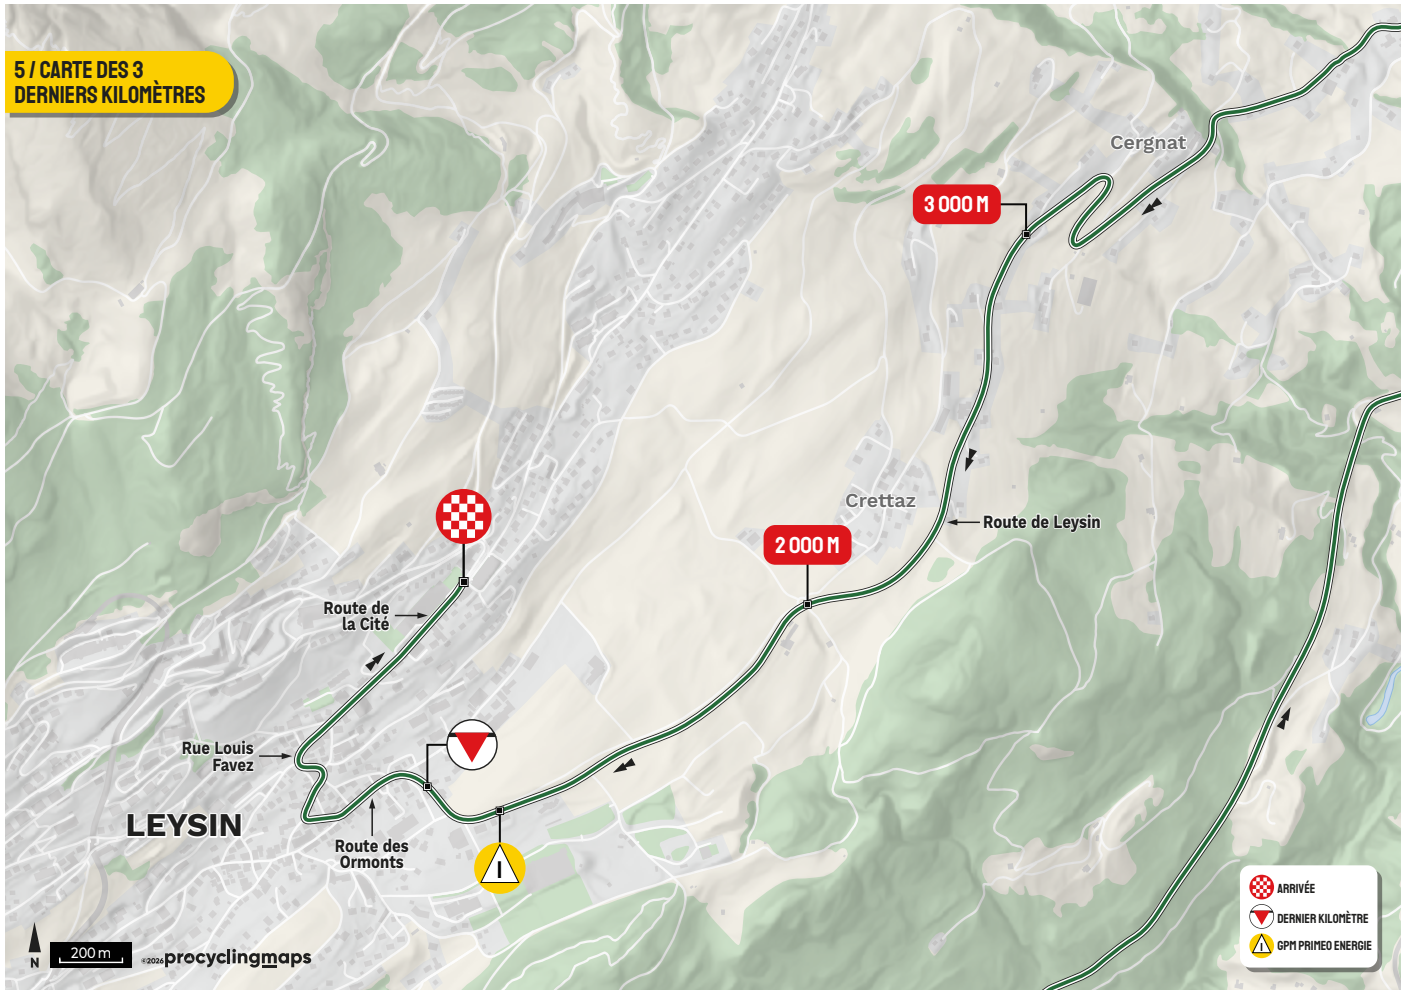 5 / CARTE DES 3
DERNIERS KILOMÈTRES
Cergnat
3 000 M
Crettaz
Route de Leysin
2 000 M
Route de
la Cité
Rue Louis
Favez
LEYSIN
Route des
Ormonts
I
ARRIVÉE
DERNIER KILOMÈTRE
I
GPM PRIMEO ENERGIE
N
200 m
©2026 procyclingmaps